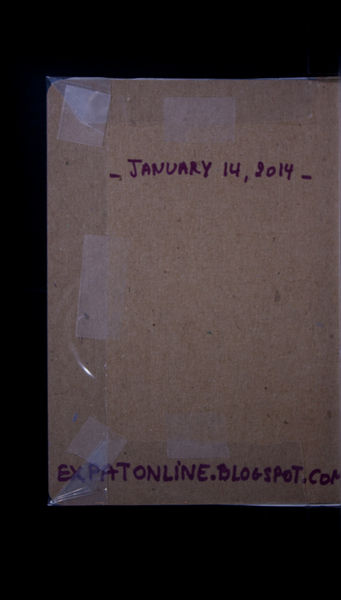 - JANUARY 14, 2014 -
EXPATONLINE.BLOGSPOT.COM